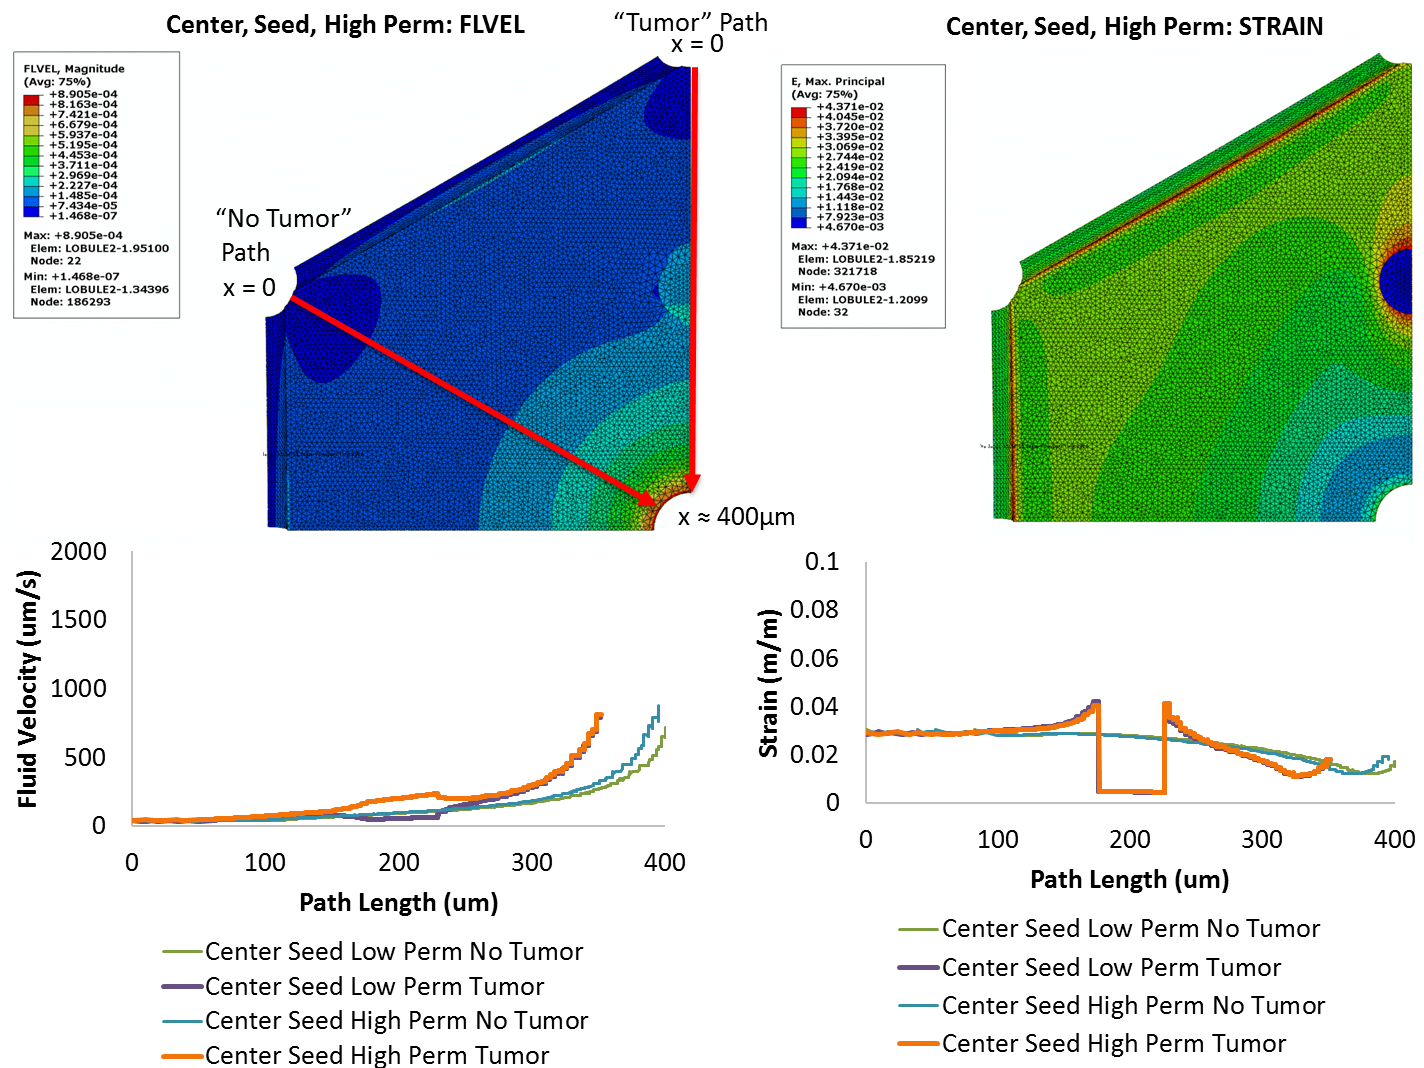 Center, Seed, High Perm: FLVEL
“Tumor” Path
x = 0
Center, Seed, High Perm: STRAIN
FLVEL, Magnitude
(Avg: 75%)
+8.905e-04
+8.163e-04
+7.421e-04
+6.679e-04
+5.937e-04
+5.195e-04
+4.453e-04
+3.711e-04
+2.969e-04
+2.227e-04
+1.485e-04
+7.434e-05
+1.468e-07
Max: +8.905e-04
Elem: LOBULE2-1.95100
Node: 22
Min: +1.468e-07
Elem: LOBULE2-1.34396
Node: 186293
“No Tumor”
Path
x = 0
x ≈ 400μm
E, Max. Principal
(Avg: 75%)
+4.371e-02
+4.045e-02
+3.720e-02
+3.395e-02
+3.069e-02
+2.744e-02
+2.419e-02
+2.094e-02
+1.768e-02
+1.443e-02
+1.118e-02
+7.923e-03
+4.670e-03
Max: +4.371e-02
Elem: LOBULE2-1.85219
Node: 321718
Min: +4.670e-03
Elem: LOBULE2-1.2099
Node: 32
Fluid Velocity (um/s)
2000
1500
1000
500
0
0 100 200 300 400
Path Length (um)
Center Seed Low Perm No Tumor
Center Seed Low Perm Tumor
Center Seed High Perm No Tumor
Center Seed High Perm Tumor
Strain (m/m)
0.1
0.08
0.06
0.04
0.02
0
0 100 200 300 400
Path Length (um)
Center Seed Low Perm No Tumor
Center Seed Low Perm Tumor
Center Seed High Perm No Tumor
Center Seed High Perm Tumor